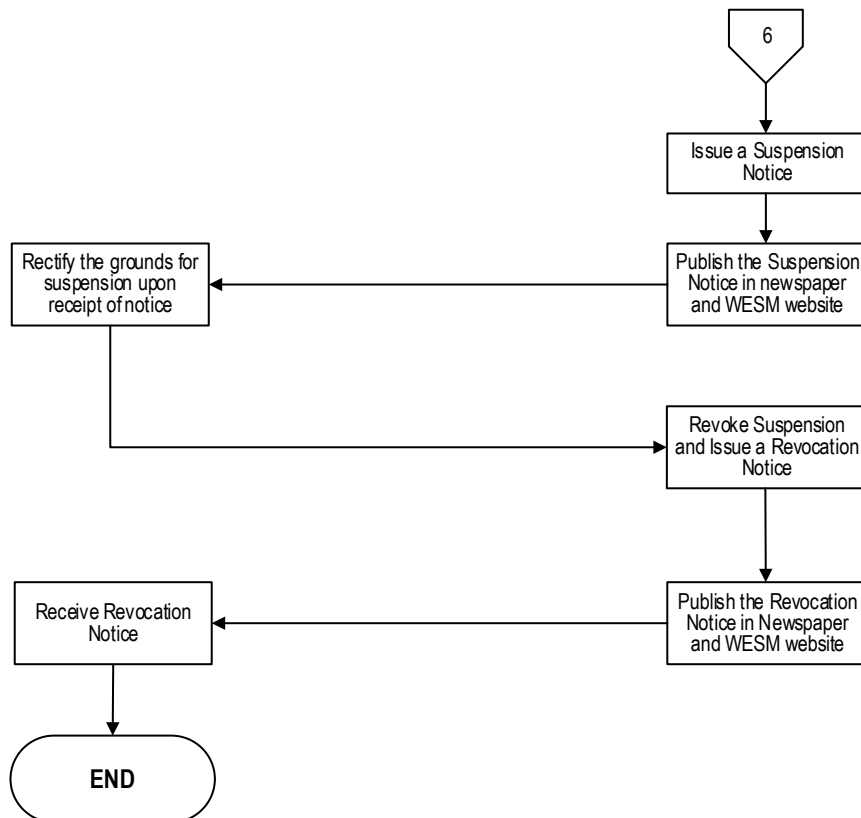 6
Issue a Suspension
Notice
Rectify the grounds for
suspension upon
receipt of notice
Publish the Suspension
Notice in newspaper
and WESM website
Revoke Suspension
and Issue a Revocation
Notice
Receive Revocation
Notice
Publish the Revocation
Notice in Newspaper
and WESM website
END